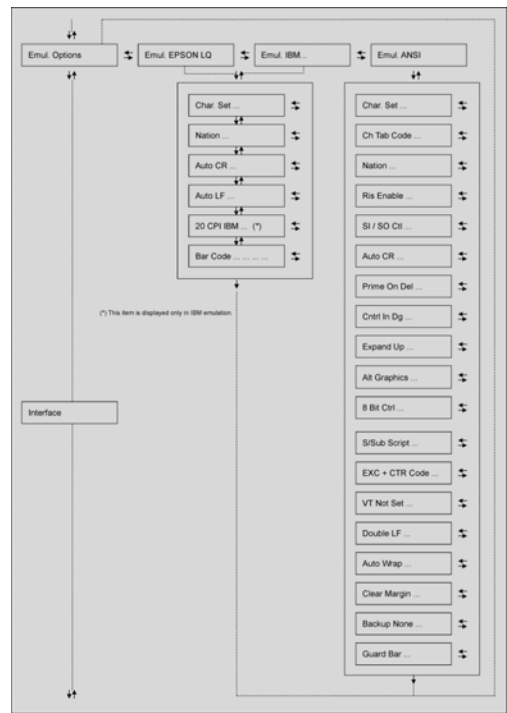 Emul. Options
Emul. EPSON LQ
Emul. IBM...
Emul. ANSI
Char. Set ...
Nation ...
Auto CR ...
Auto LF ...
20 CPI IBM ... (*)
Bar Code ... ... ... ...
(*) This item is displayed only in IBM emulation.
Char. Set ...
Ch Tab Code ...
Nation ...
Ris Enable ...
SI / SO Ctl ...
Auto CR ...
Prime On Del ...
Cntrl In Dg ...
Expand Up ...
Alt Graphics ...
8 Bit Ctrl ...
S/Sub Script ...
EXC + CTR Code ...
VT Not Set ...
Double LF ...
Auto Wrap ...
Clear Margin ...
Backup None ...
Guard Bar ...
Interface